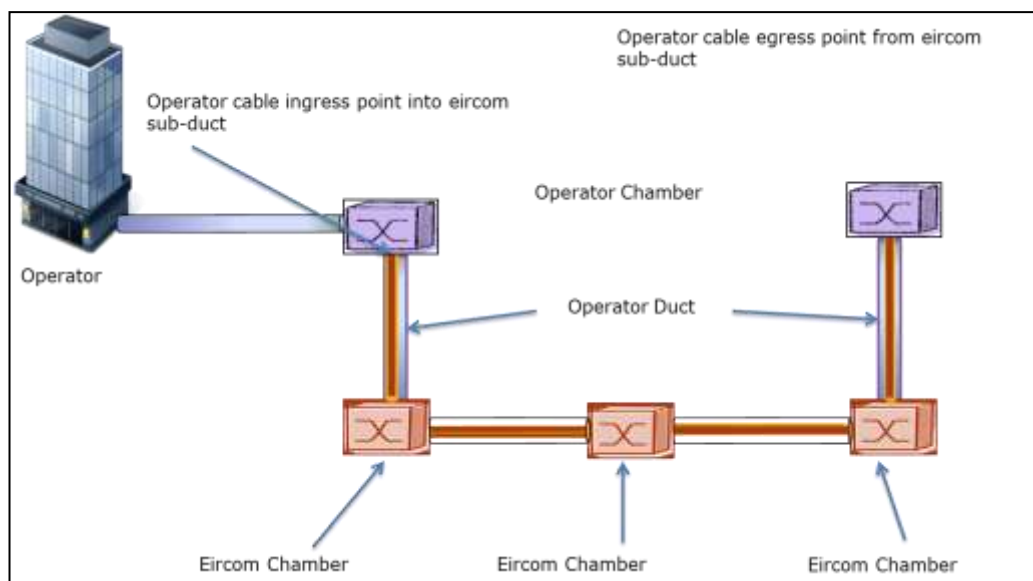 Operator cable egress point from eircom
sub-duct
Operator cable ingress point into eircom
sub-duct
Operator Chamber
Operator
Operator Duct
Eircom Chamber
Eircom Chamber
Eircom Chamber